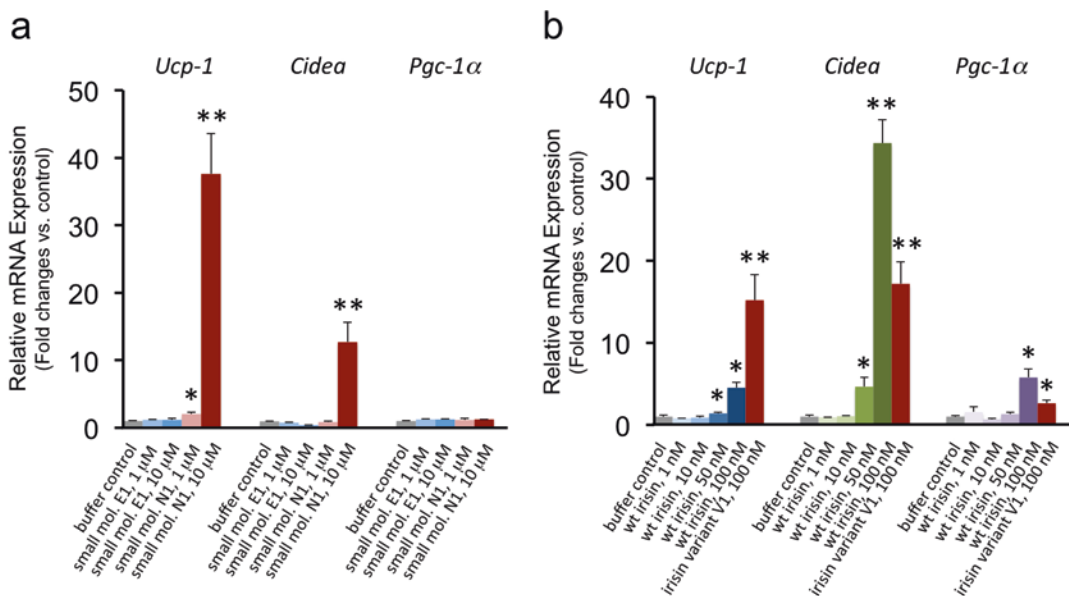 a
Ucp-1 Cidea Pgc-1α
Relative mRNA Expression
(Fold changes vs. control)
50
40
30
20
10
0
**
*
**
buffer control
small mol. E1, 1 µM
small mol. E1, 10 µM
small mol. N1, 1 µM
small mol. N1, 10 µM
buffer control
small mol. E1, 1 µM
small mol. E1, 10 µM
small mol. N1, 1 µM
small mol. N1, 10 µM
buffer control
small mol. E1, 1 µM
small mol. E1, 10 µM
small mol. N1, 1 µM
small mol. N1, 10 µM
b
Ucp-1 Cidea Pgc-1α
Relative mRNA Expression
(Fold changes vs. control)
40
30
20
10
0
*
*
**
*
**
**
*
*
buffer control
wt irisin, 1 nM
wt irisin, 10 nM
wt irisin, 50 nM
wt irisin, 100 nM
irisin variant V1, 100 nM
buffer control
wt irisin, 1 nM
wt irisin, 10 nM
wt irisin, 50 nM
wt irisin, 100 nM
irisin variant V1, 100 nM
buffer control
wt irisin, 1 nM
wt irisin, 10 nM
wt irisin, 50 nM
wt irisin, 100 nM
irisin variant V1, 100 nM